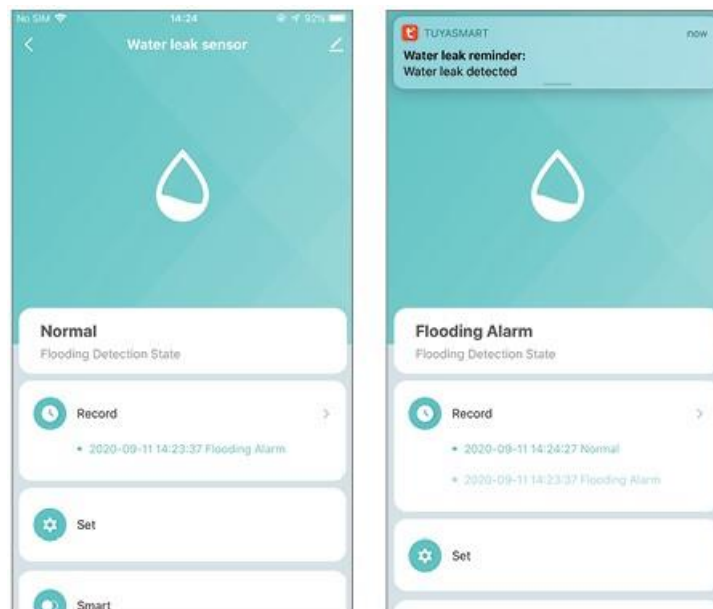 No SIM 14:24 92%
Water leak sensor
Normal
Flooding Detection State
Record
• 2020-09-11 14:23:37 Flooding Alarm
Set
Smart
TUYASMART now
Water leak reminder:
Water leak detected
Flooding Alarm
Flooding Detection State
Record
• 2020-09-11 14:24:27 Normal
• 2020-09-11 14:23:37 Flooding Alarm
Set